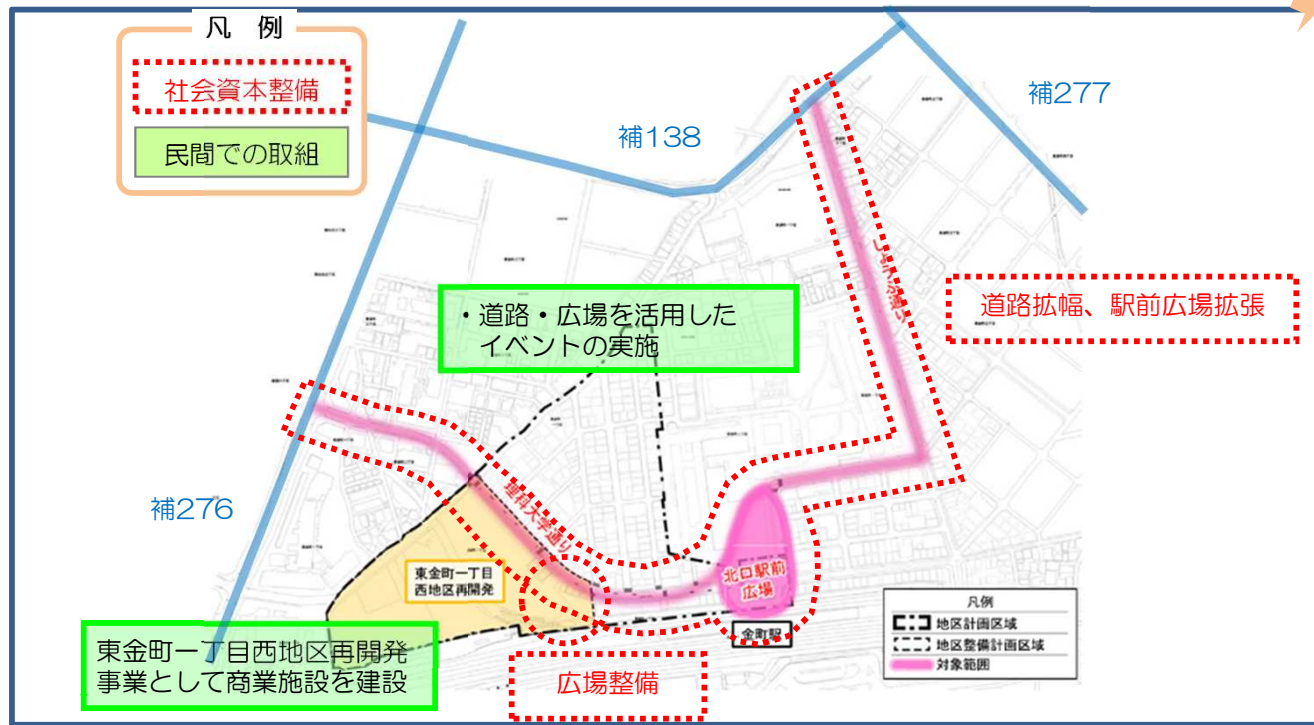 凡 例
社会資本整備
民間での取組
補138
補277
・道路・広場を活用した
イベントの実施
道路拡幅、駅前広場拡張
補276
理科大学通り
東金町一丁目
西地区再開発
北口駅前
広場
金町駅
凡例
地区計画区域
地区整備計画区域
対象範囲
東金町一丁目西地区再開発
事業として商業施設を建設
広場整備